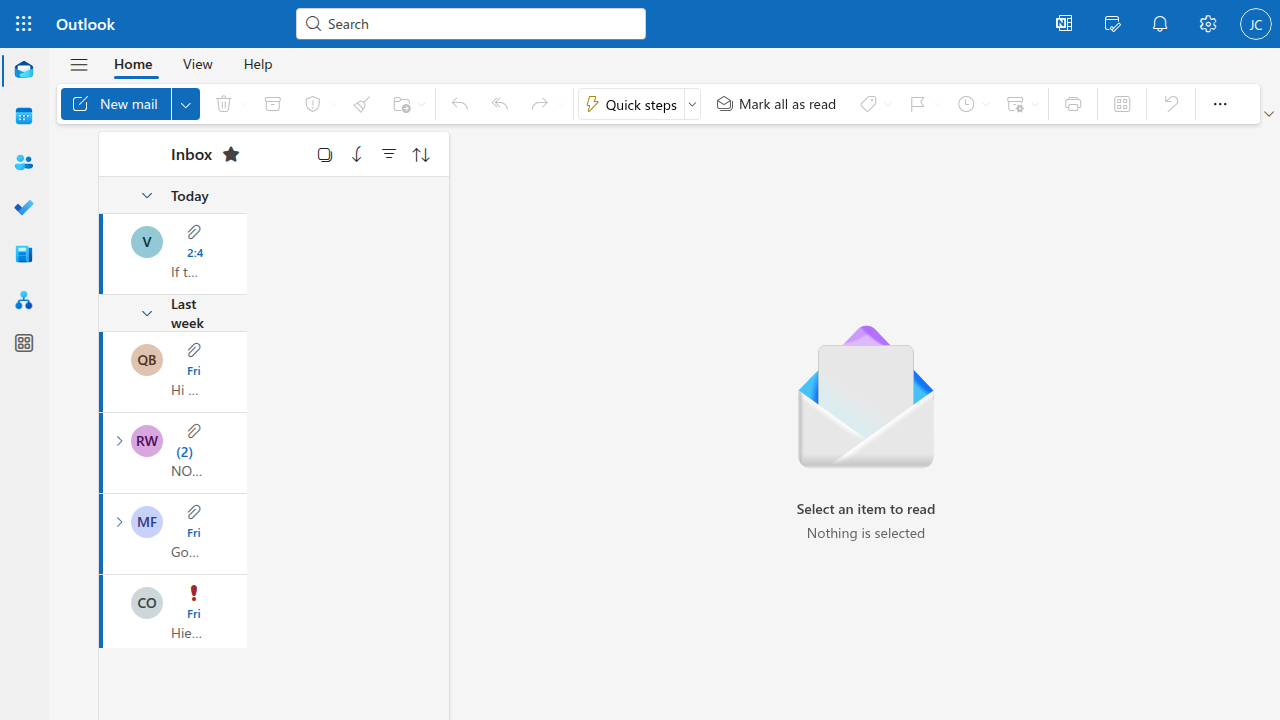 Outlook
Search
JC
Home
View
Help
New mail
Quick steps
Mark all as read
Inbox
Today
V
2:4
If t...
Last week
QB
Fri
Hi ...
RW
(2)
NO...
MF
Fri
Go...
CO
Fri
Hie...
Select an item to read
Nothing is selected